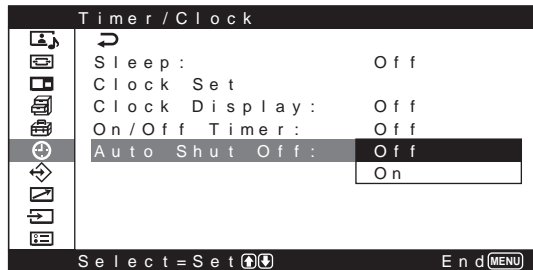 Timer/Clock
Sleep: Off
Clock Set
Clock Display: Off
On/Off Timer: Off
Auto Shut Off: Off
On
Select=Set End MENU